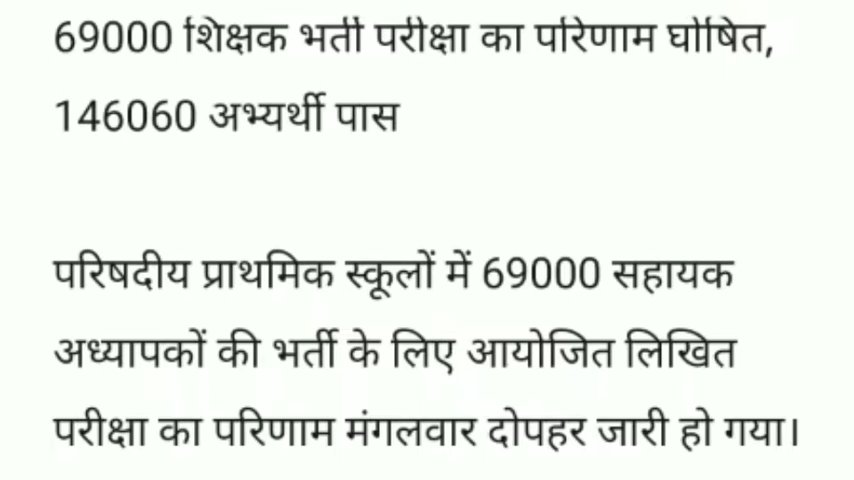 69000 शिक्षक भर्ती परीक्षा का परिणाम घोषित,
146060 अभ्यर्थी पास
परिषदीय प्राथमिक स्कूलों में 69000 सहायक
अध्यापकों की भर्ती के लिए आयोजित लिखित
परीक्षा का परिणाम मंगलवार दोपहर जारी हो गया।